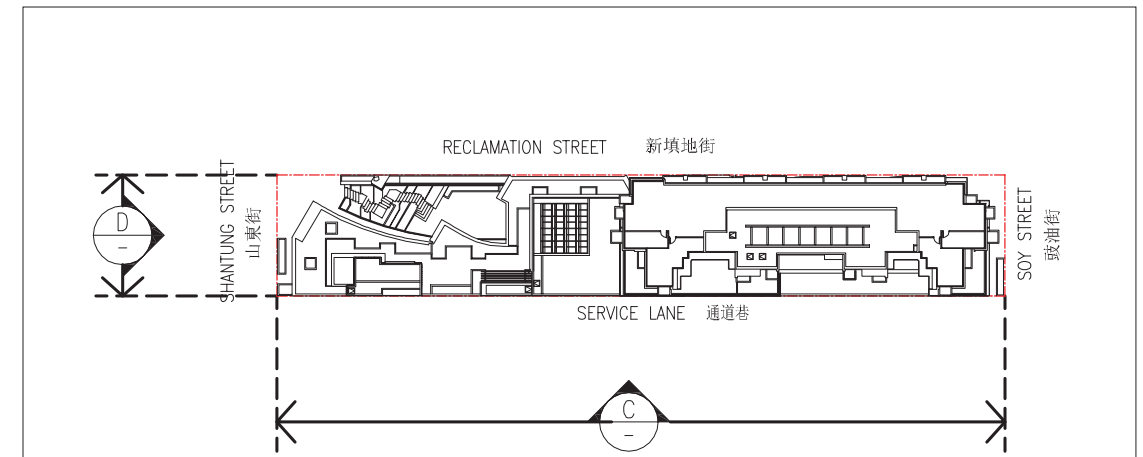 RECLAMATION STREET 新填地街
SHANTUNG STREET
山東街
D
-
SOY STREET
豉油街
SERVICE LANE 通道巷
C
-